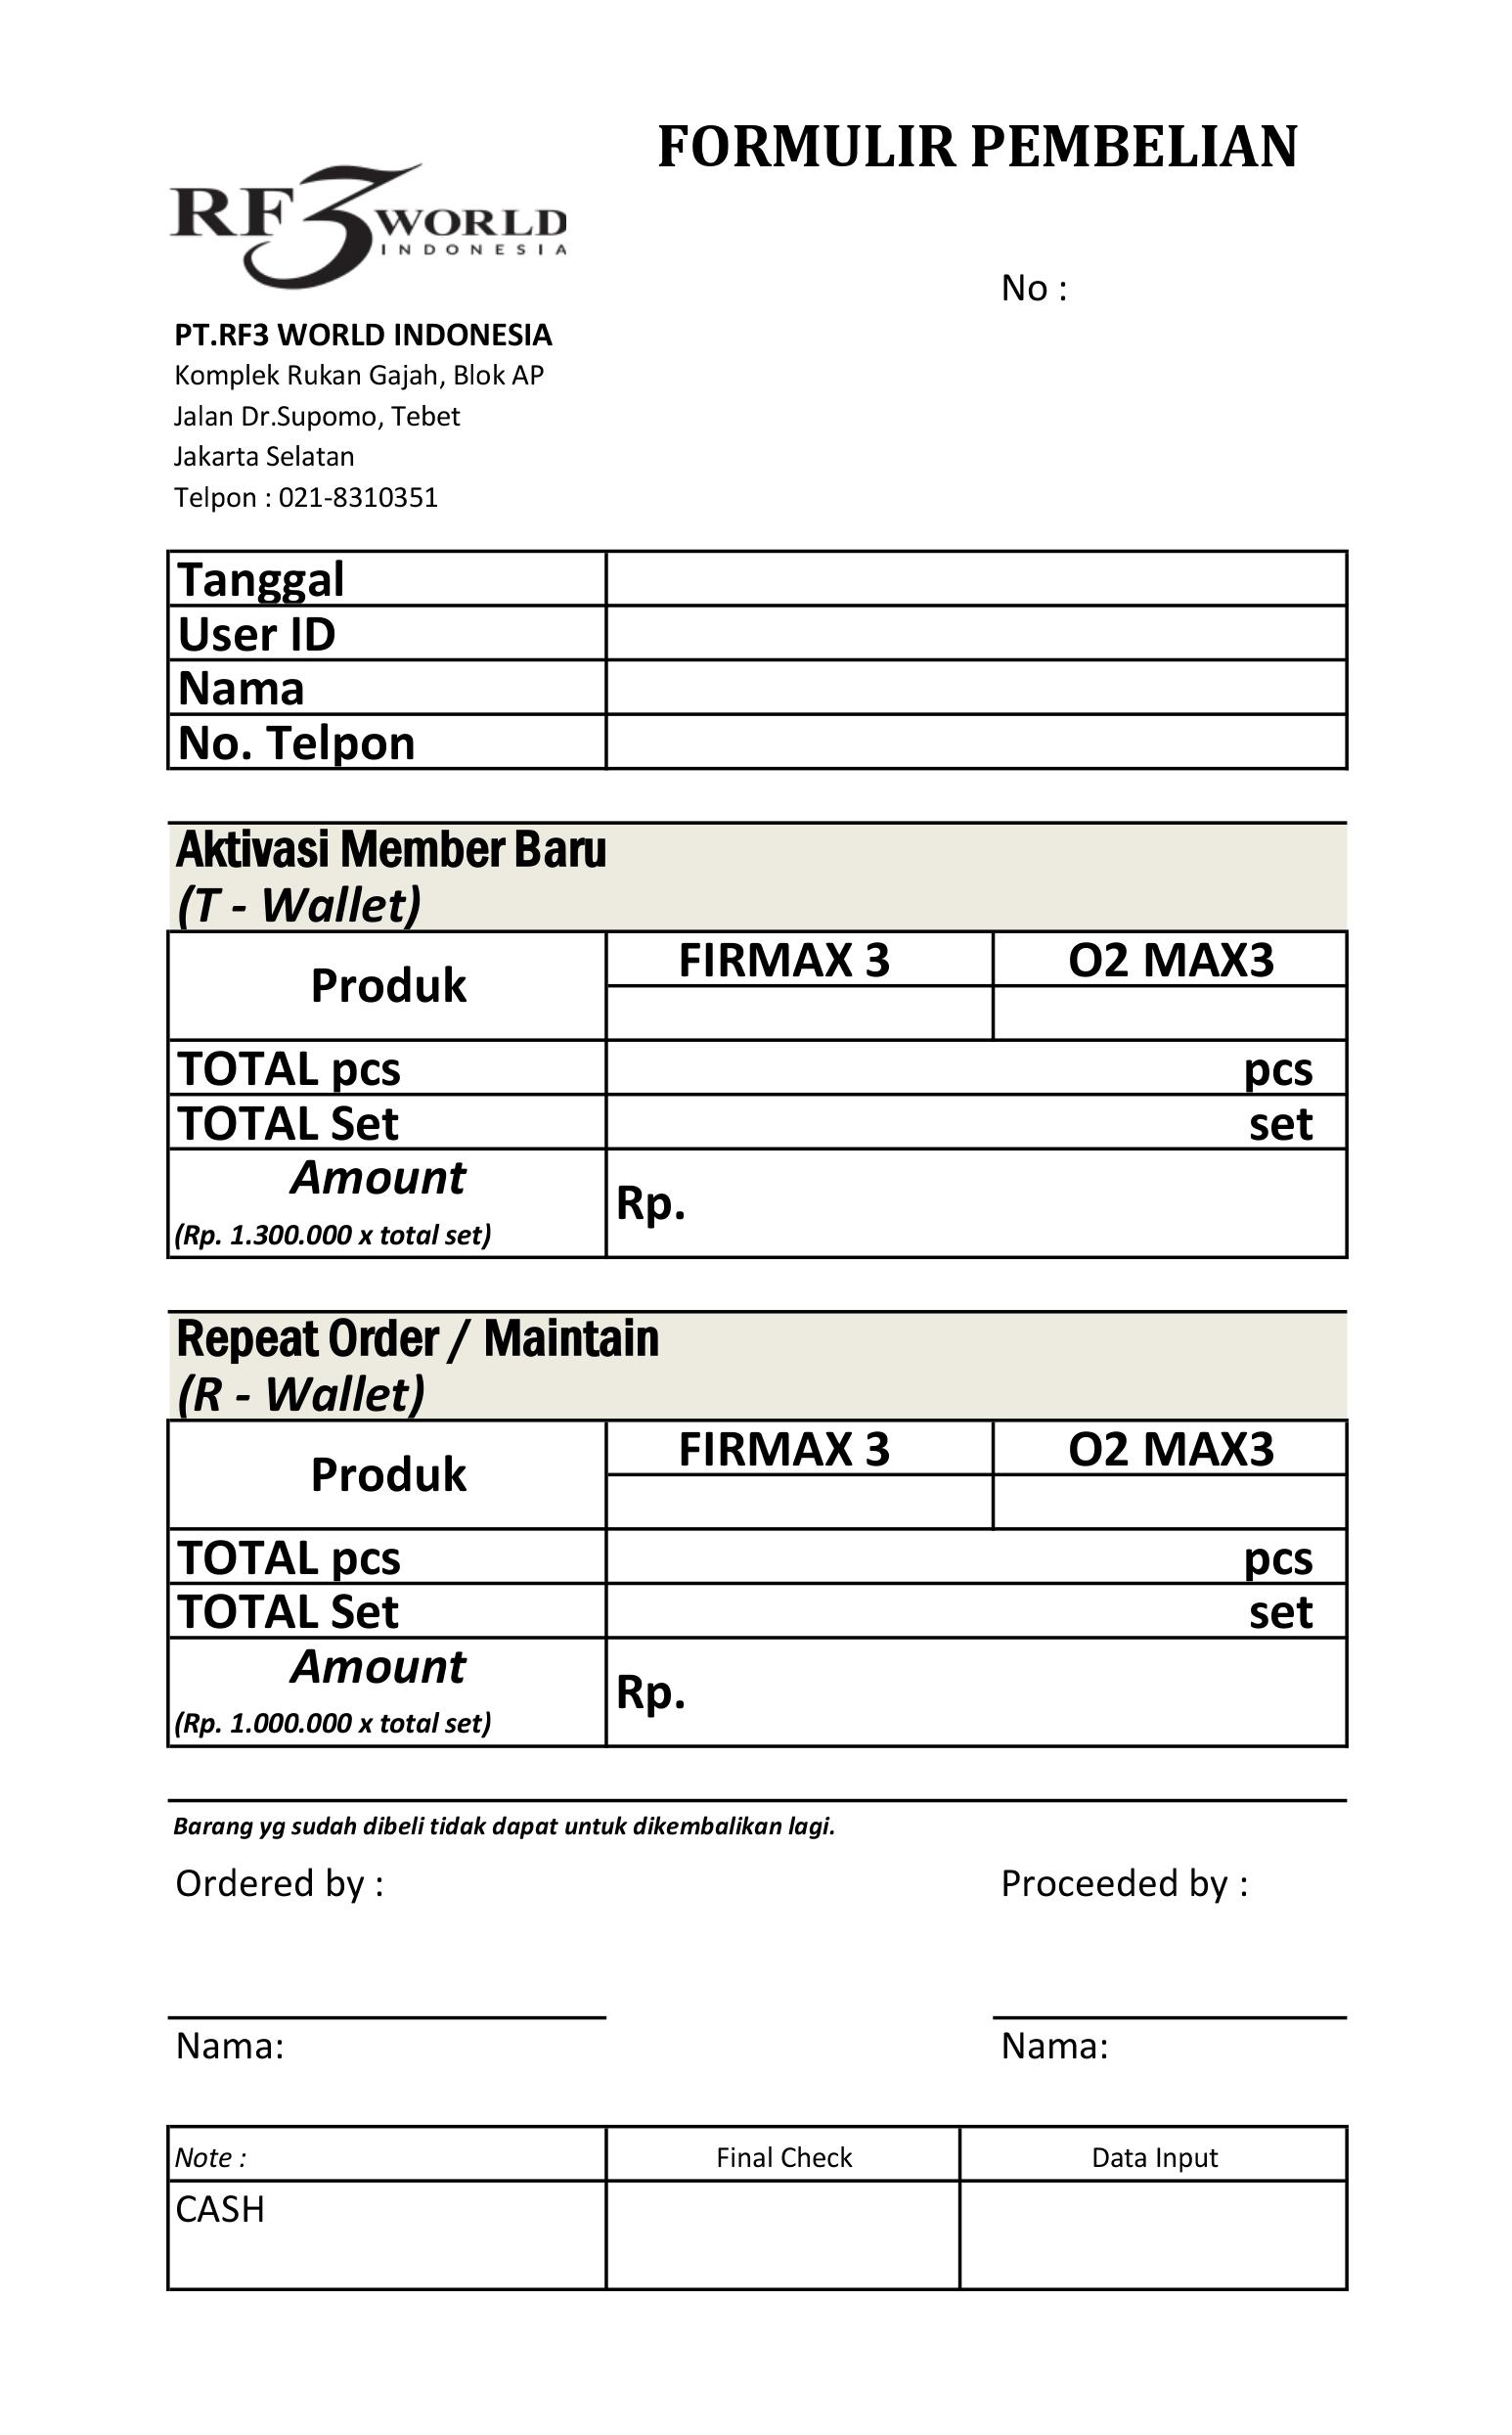 FORMULIR PEMBELIAN
RF3 WORLD
INDONESIA
No :
PT.RF3 WORLD INDONESIA
Komplek Rukan Gajah, Blok AP
Jalan Dr.Supomo, Tebet
Jakarta Selatan
Telpon : 021-8310351
Tanggal
User ID
Nama
No. Telpon
Aktivasi Member Baru
(T - Wallet)
Produk
FIRMAX 3
O2 MAX3
TOTAL pcs
pcs
TOTAL Set
set
Amount
(Rp. 1.300.000 x total set)
Rp.
Repeat Order / Maintain
(R - Wallet)
Produk
FIRMAX 3
O2 MAX3
TOTAL pcs
pcs
TOTAL Set
set
Amount
(Rp. 1.000.000 x total set)
Rp.
Barang yg sudah dibeli tidak dapat untuk dikembalikan lagi.
Ordered by :
Proceeded by :
Nama:
Nama:
Note :
Final Check
Data Input
CASH